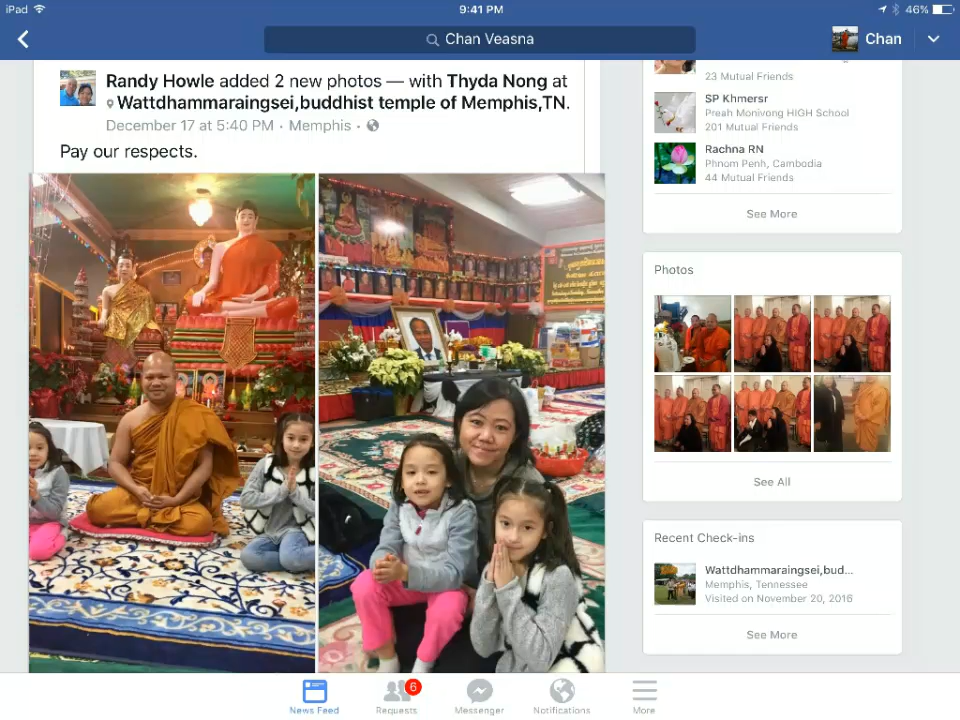 iPad
9:41 PM
46%
Chan Veasna
Chan
Randy Howle added 2 new photos — with Thyda Nong at
Wattdhammaraingsei,buddhist temple of Memphis,TN.
December 17 at 5:40 PM · Memphis ·
Pay our respects.
23 Mutual Friends
SP Khmersr
Preah Monivong HIGH School
201 Mutual Friends
Rachna RN
Phnom Penh, Cambodia
44 Mutual Friends
See More
Photos
See All
Recent Check-ins
Wattdhammaraingsei,bud...
Memphis, Tennessee
Visited on November 20, 2016
See More
News Feed
6
Requests
Messenger
Notifications
More